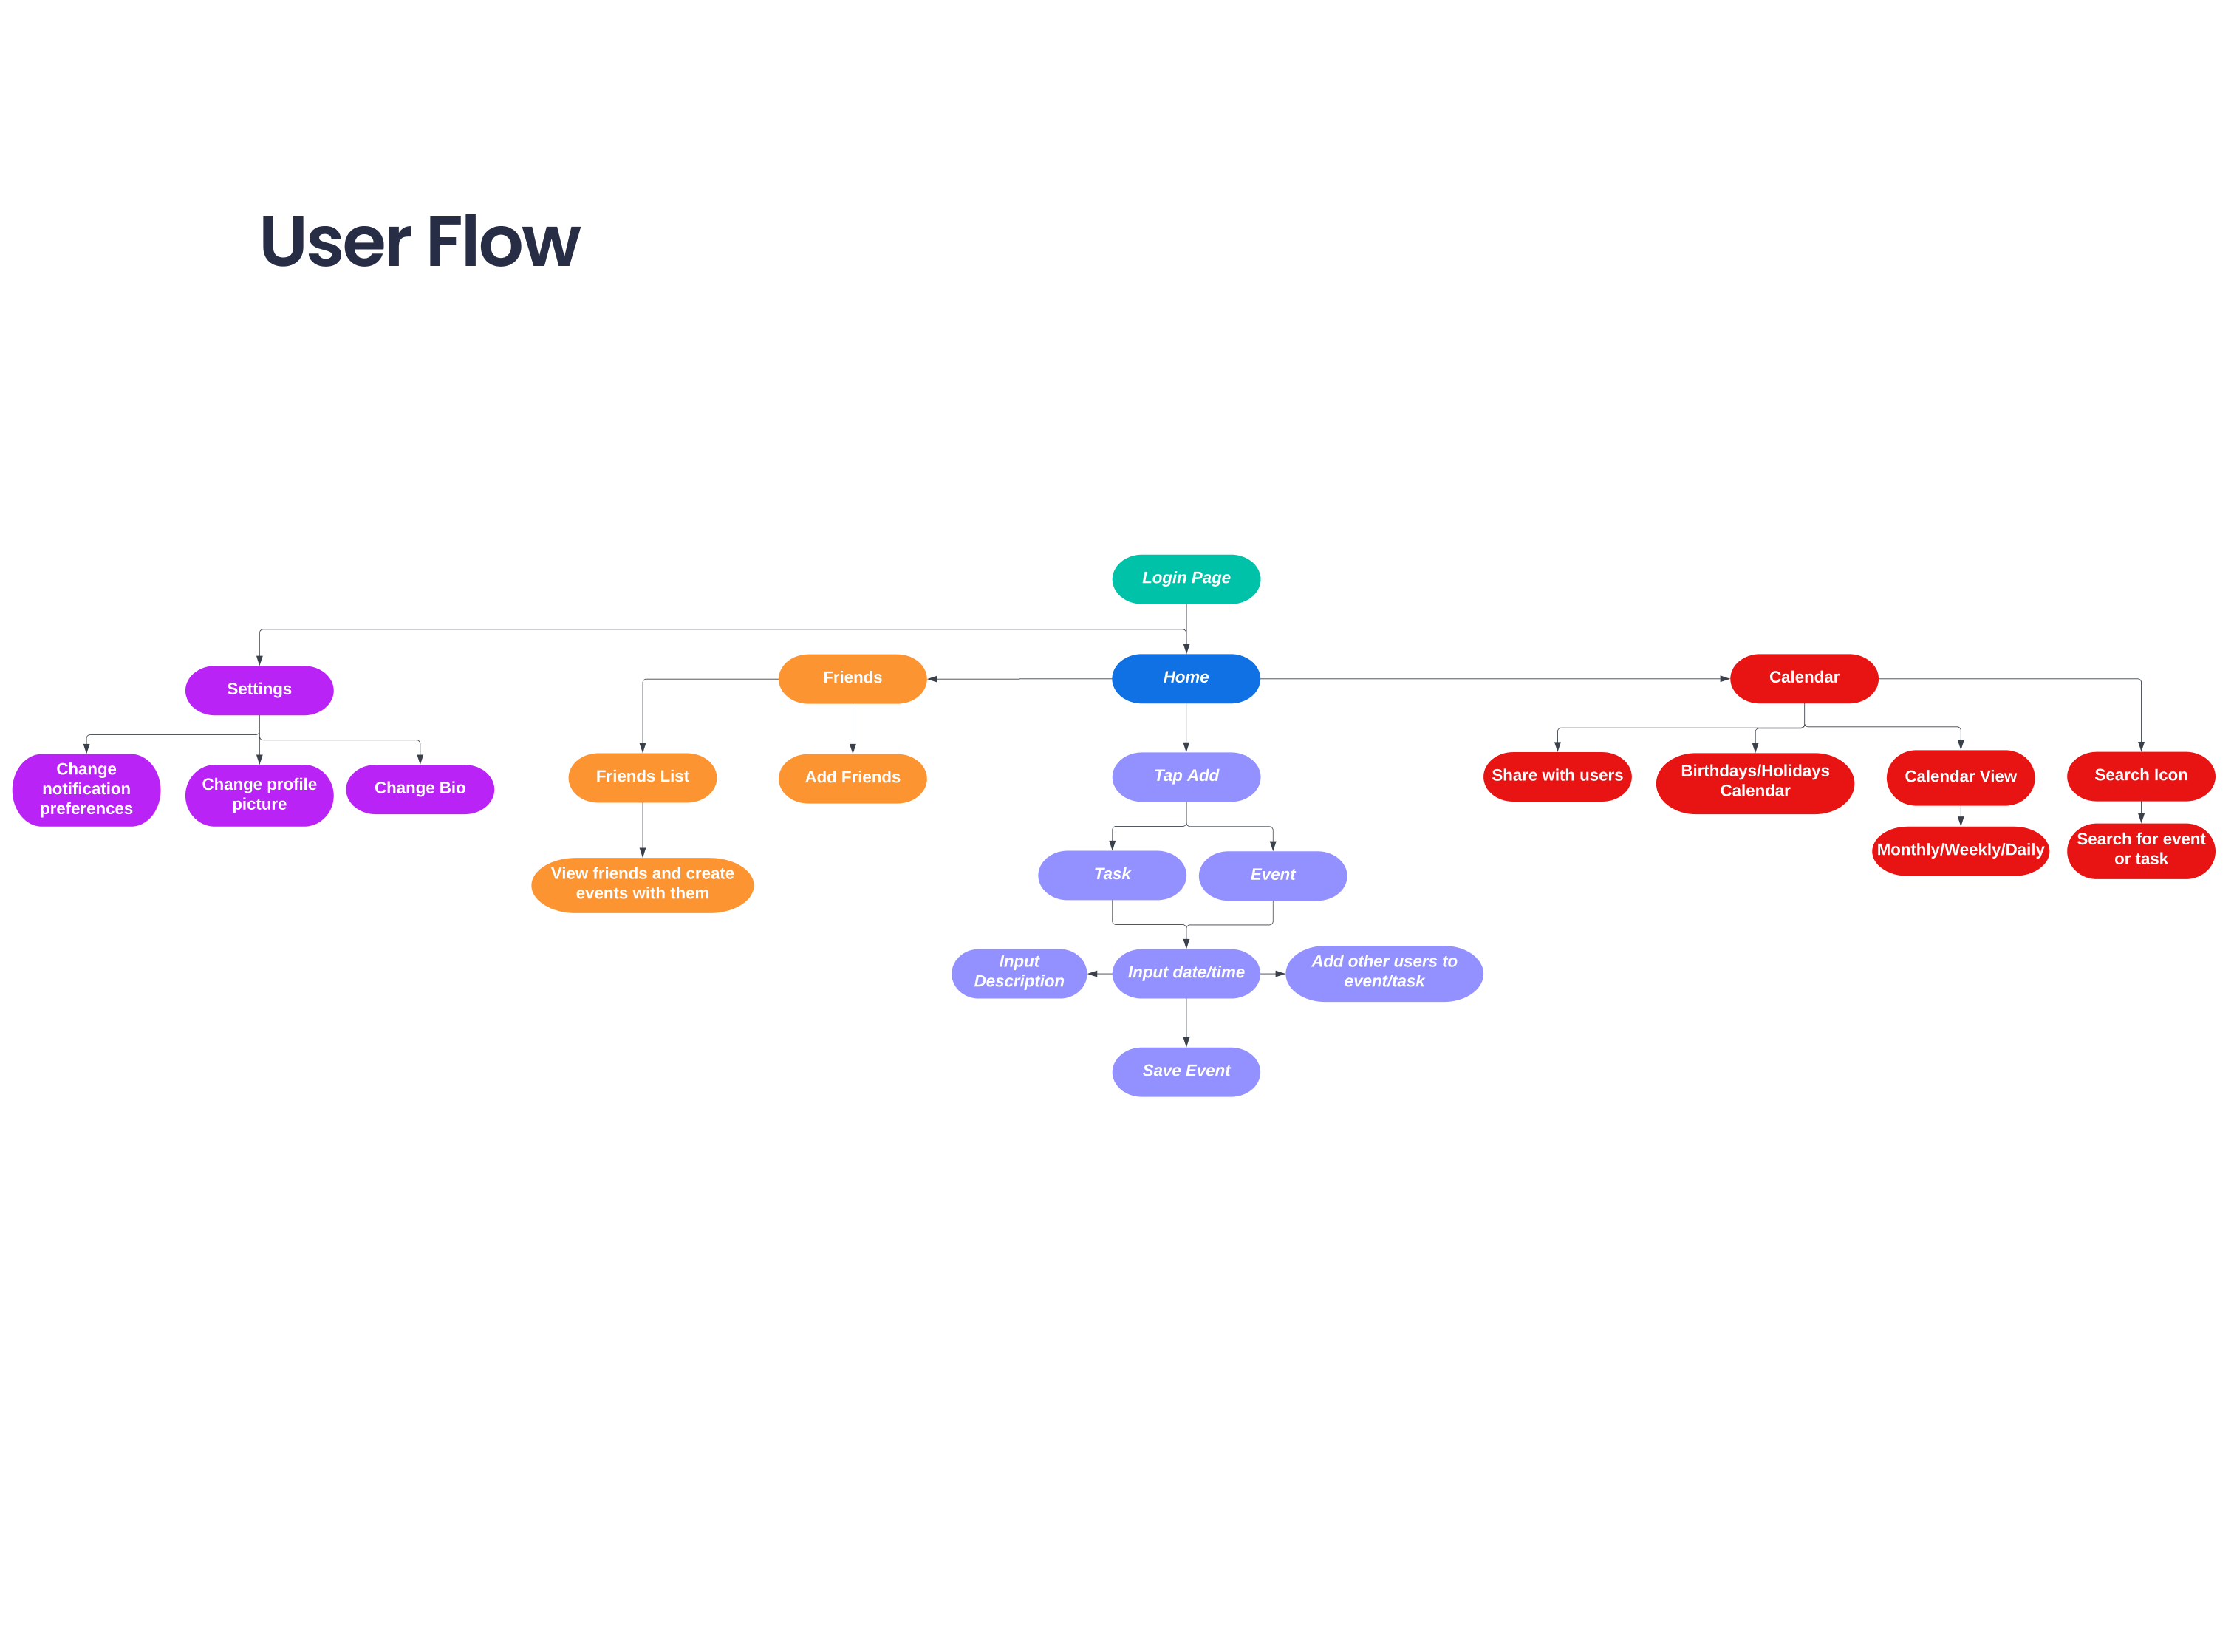 User Flow
Login Page
Settings
Friends
Home
Calendar
Change
notification
preferences
Change profile
picture
Change Bio
Friends List
Add Friends
Tap Add
Share with users
Birthdays/Holidays
Calendar
Calendar View
Search Icon
View friends and create
events with them
Task
Event
Monthly/Weekly/Daily
Search for event
or task
Input
Description
Input date/time
Add other users to
event/task
Save Event